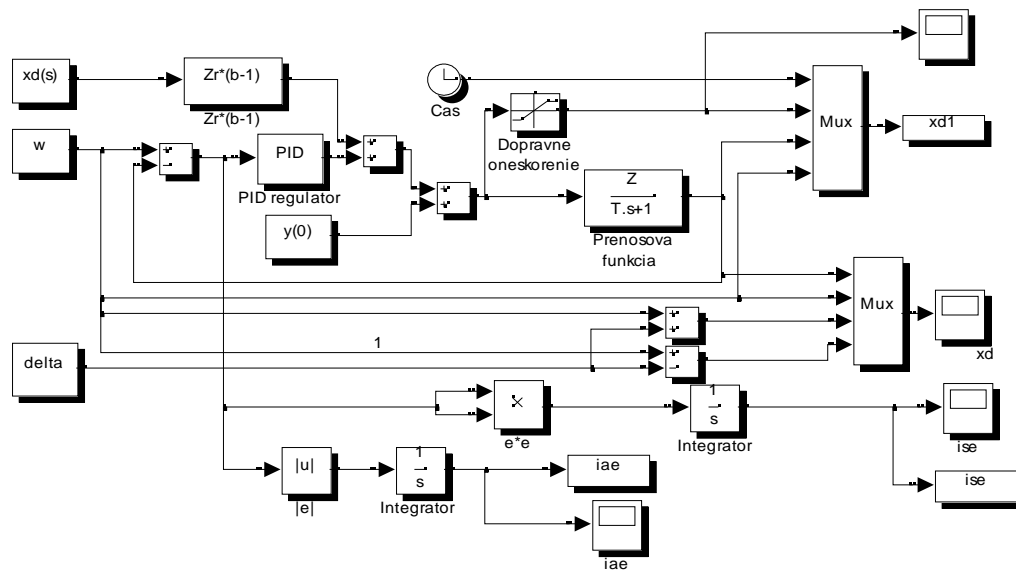 xd(s)
Zr*(b-1)
Zr*(b-1)
Cas
Mux
xd1
w
+
-
PID
PID regulator
+
+
+
+
Dopravne
oneskorenie
Z
T.s+1
Prenosova
funkcia
y(0)
Mux
xd
+
+
1
+
-
delta
×
e*e
1
s
Integrator
ise
ise
|u|
|e|
1
s
Integrator
iae
iae